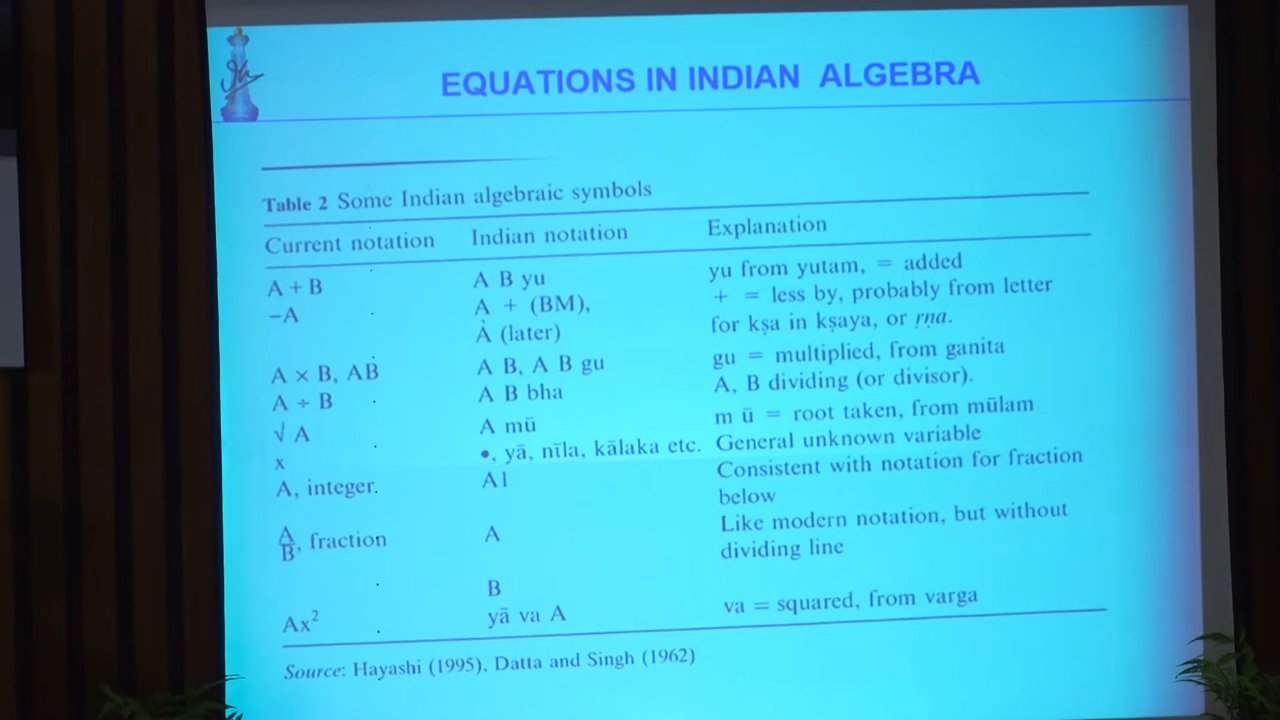 EQUATIONS IN INDIAN ALGEBRA
Table 2 Some Indian algebraic symbols
Current notation Indian notation Explanation
A + B A B yu yu from yutam, = added
−A A + (BM), + = less by, probably from letter
Ȧ (later) for kṣa in kṣaya, or ṛṇa.
A × B, AB A B, A B gu gu = multiplied, from ganita
A ÷ B A B bha A, B dividing (or divisor).
√ A A mū m ū = root taken, from mūlam
x •, yā, nīla, kālaka etc. General unknown variable
A, integer. A1 Consistent with notation for fraction
below
A/B, fraction A Like modern notation, but without
dividing line
B
Ax² yā va A va = squared, from varga
Source: Hayashi (1995), Datta and Singh (1962)